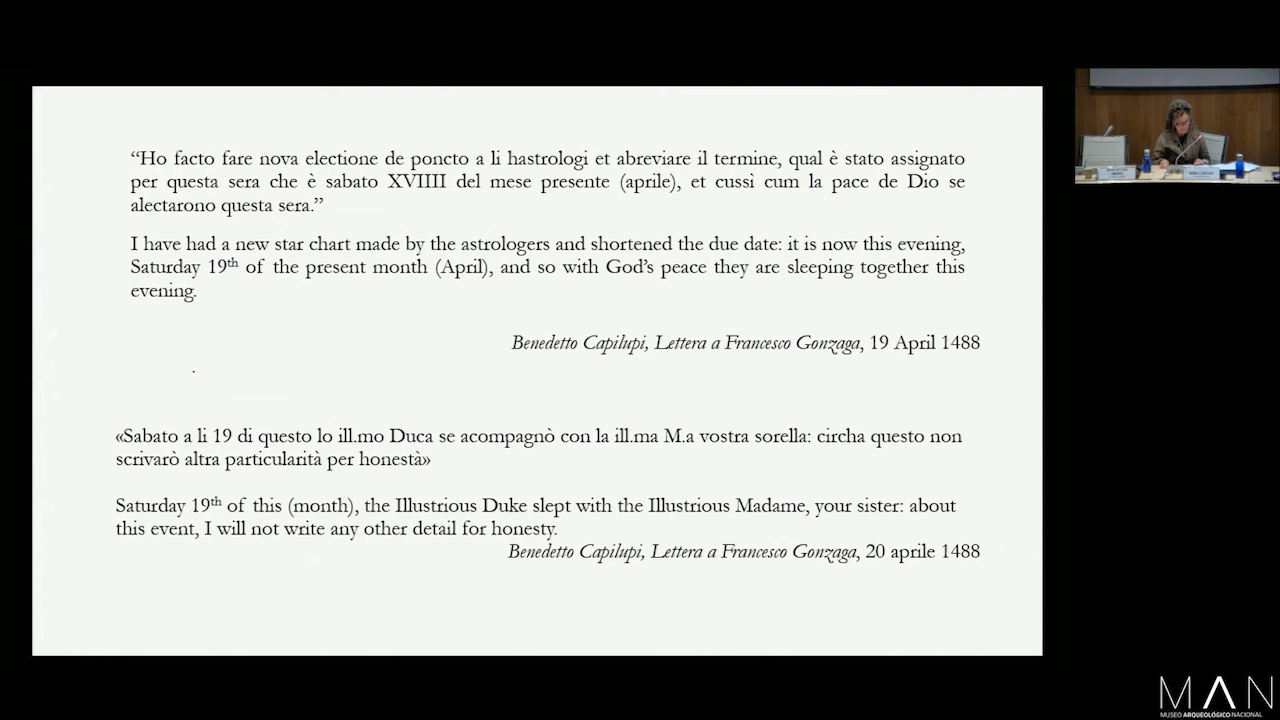 “Ho facto fare nova electione de poncto a li hastrologi et abreviare il termine, qual è stato assignato
per questa sera che è sabato XVIIII del mese presente (aprile), et cussì cum la pace de Dio se
alectarono questa sera.”
I have had a new star chart made by the astrologers and shortened the due date: it is now this evening,
Saturday 19th of the present month (April), and so with God’s peace they are sleeping together this
evening.
Benedetto Capilupi, Lettera a Francesco Gonzaga, 19 April 1488
.
«Sabato a li 19 di questo lo ill.mo Duca se acompagnò con la ill.ma M.a vostra sorella: circha questo non
scrivarò altra particularità per honestà»
Saturday 19th of this (month), the Illustrious Duke slept with the Illustrious Madame, your sister: about
this event, I will not write any other detail for honesty.
Benedetto Capilupi, Lettera a Francesco Gonzaga, 20 aprile 1488
MAN
MUSEO ARQUEOLÓGICO NACIONAL